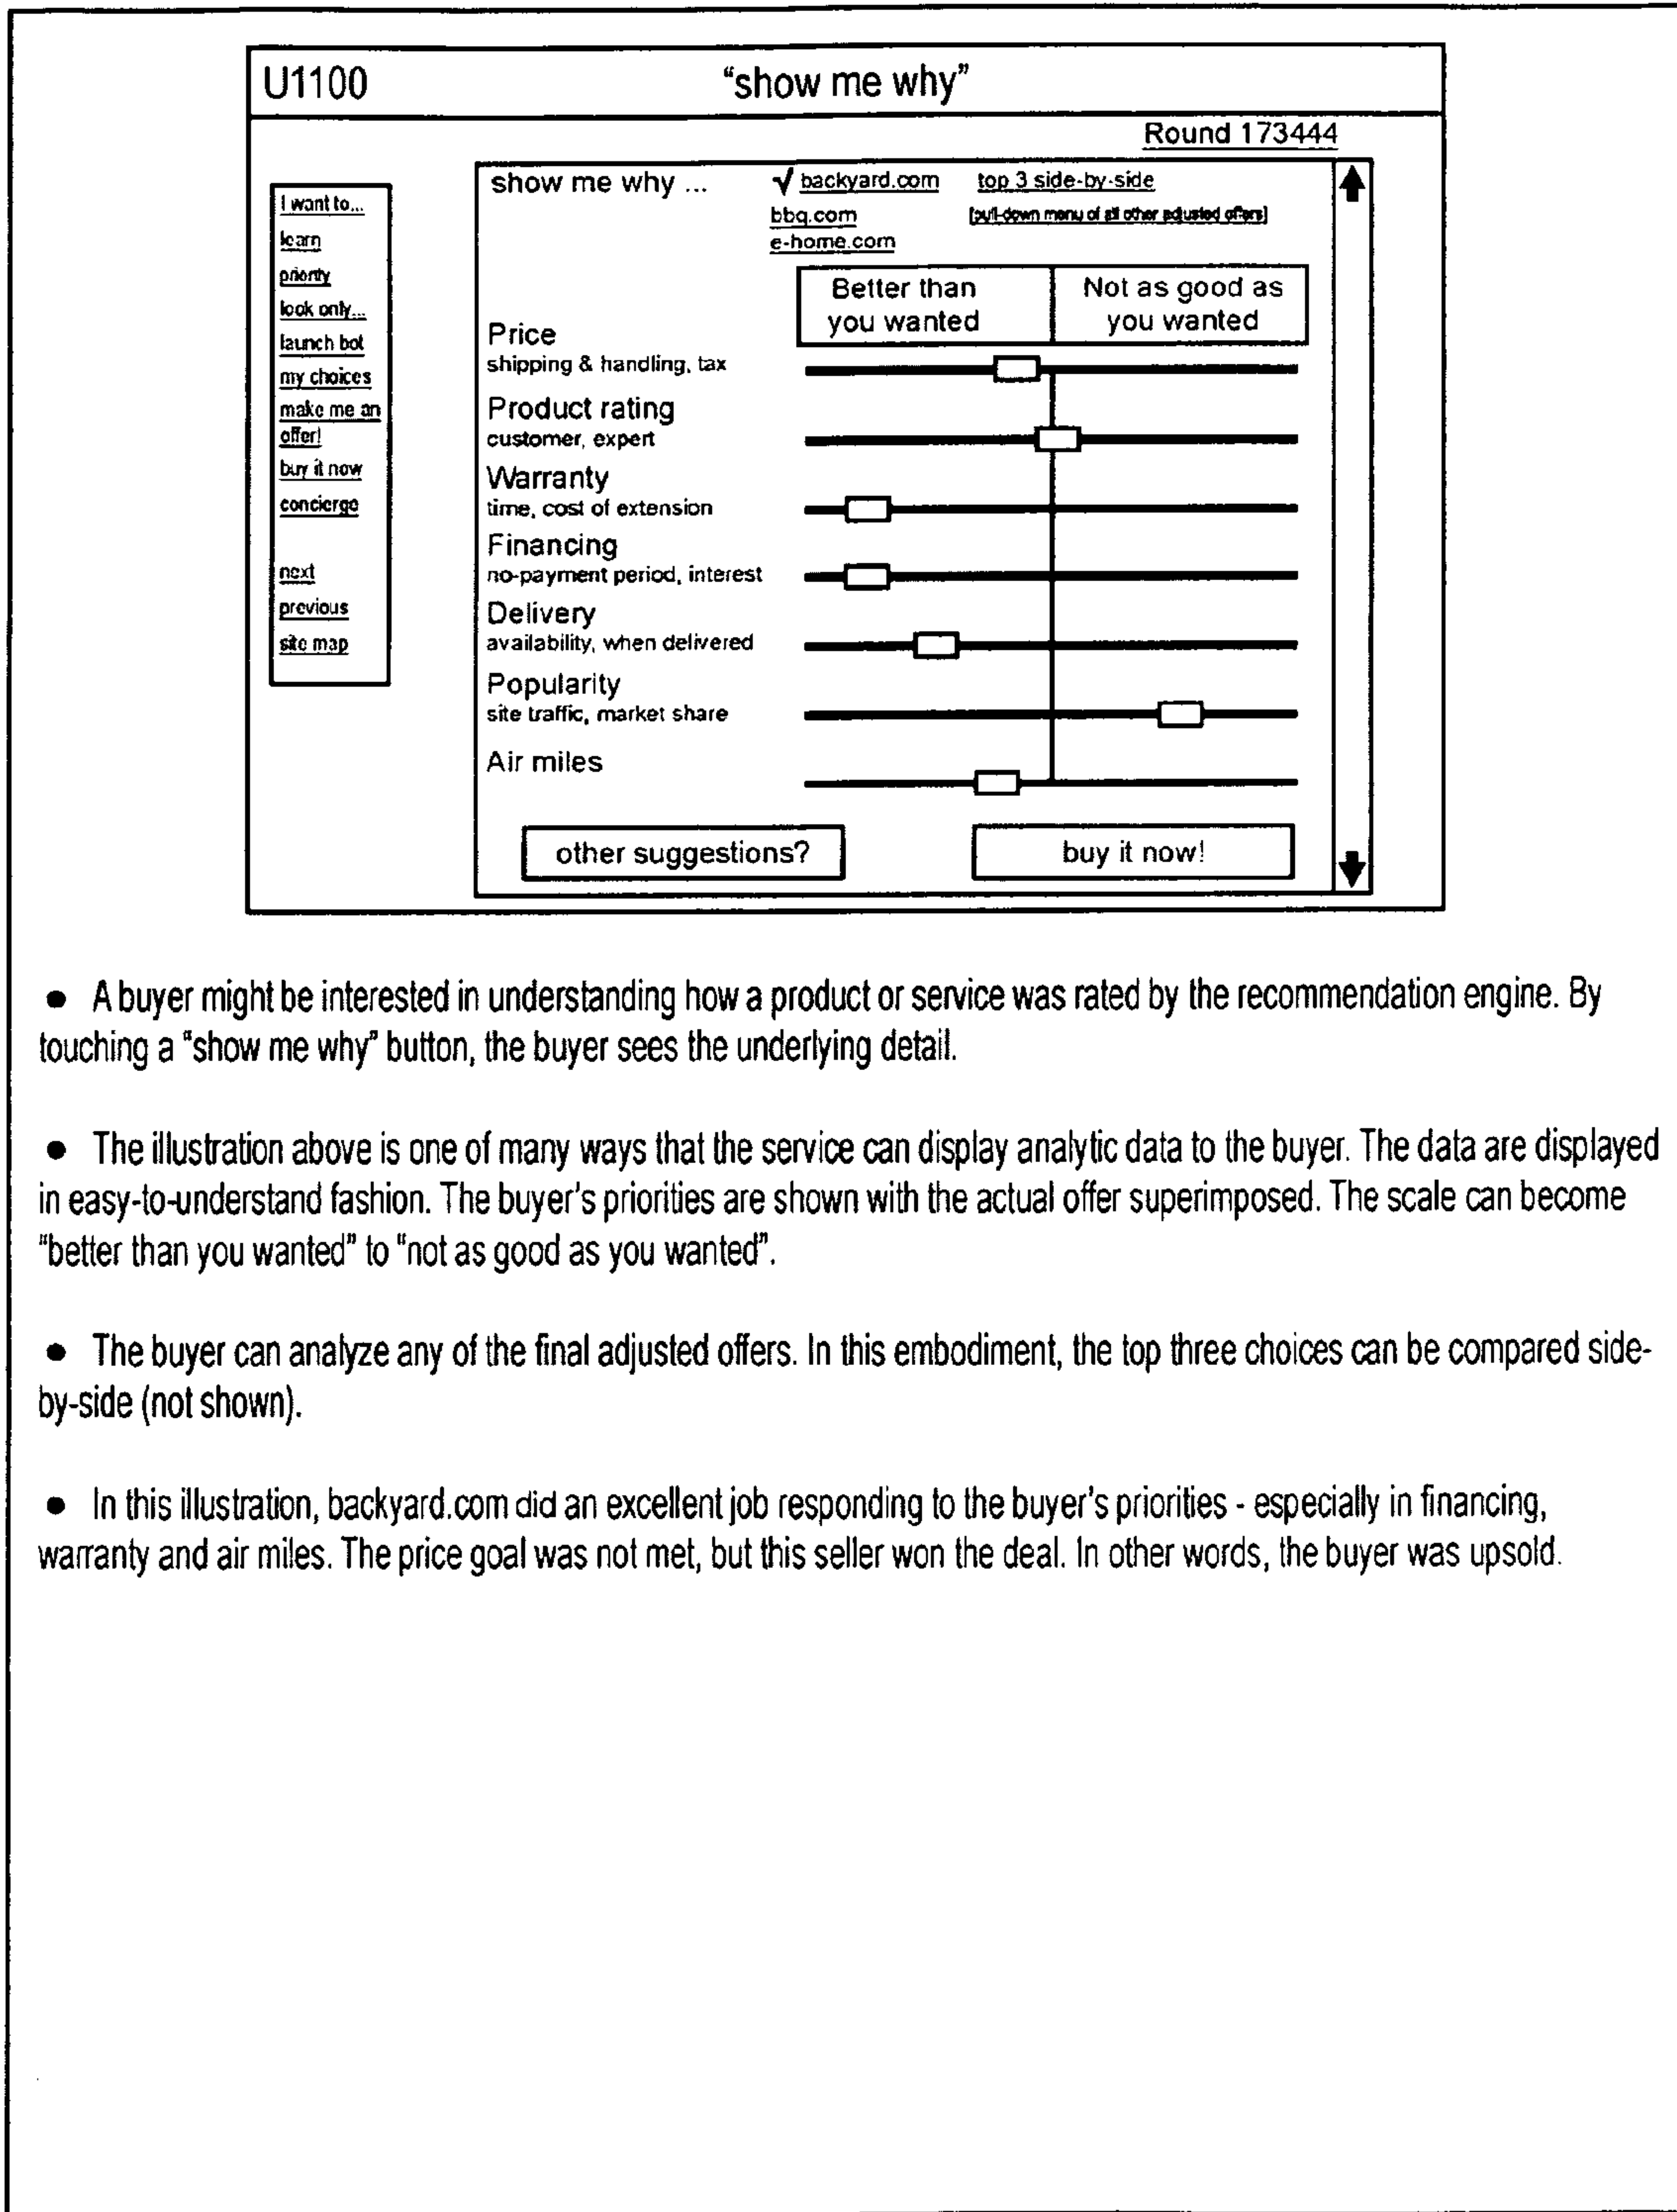 U1100
“show me why”
Round 173444
I want to...
learn
priority
look only...
launch bot
my choices
make me an
offer!
buy it now
concierge
next
previous
site map
show me why ...
√ backyard.com
top 3 side-by-side
bbq.com
[pull-down menu of all other adjusted offers]
e-home.com
Better than
you wanted
Not as good as
you wanted
Price
shipping & handling, tax
Product rating
customer, expert
Warranty
time, cost of extension
Financing
no-payment period, interest
Delivery
availability, when delivered
Popularity
site traffic, market share
Air miles
other suggestions?
buy it now!
● A buyer might be interested in understanding how a product or service was rated by the recommendation engine. By
touching a “show me why” button, the buyer sees the underlying detail.
● The illustration above is one of many ways that the service can display analytic data to the buyer. The data are displayed
in easy-to-understand fashion. The buyer's priorities are shown with the actual offer superimposed. The scale can become
“better than you wanted” to “not as good as you wanted”.
● The buyer can analyze any of the final adjusted offers. In this embodiment, the top three choices can be compared side-
by-side (not shown).
● In this illustration, backyard.com did an excellent job responding to the buyer's priorities - especially in financing,
warranty and air miles. The price goal was not met, but this seller won the deal. In other words, the buyer was upsold.